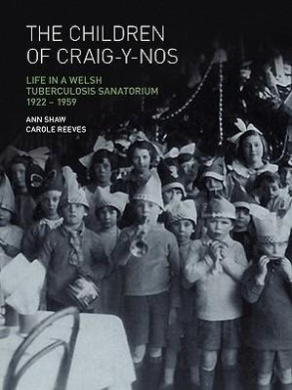 THE CHILDREN
OF CRAIG-Y-NOS
LIFE IN A WELSH
TUBERCULOSIS SANATORIUM
1922 – 1959
ANN SHAW
CAROLE REEVES